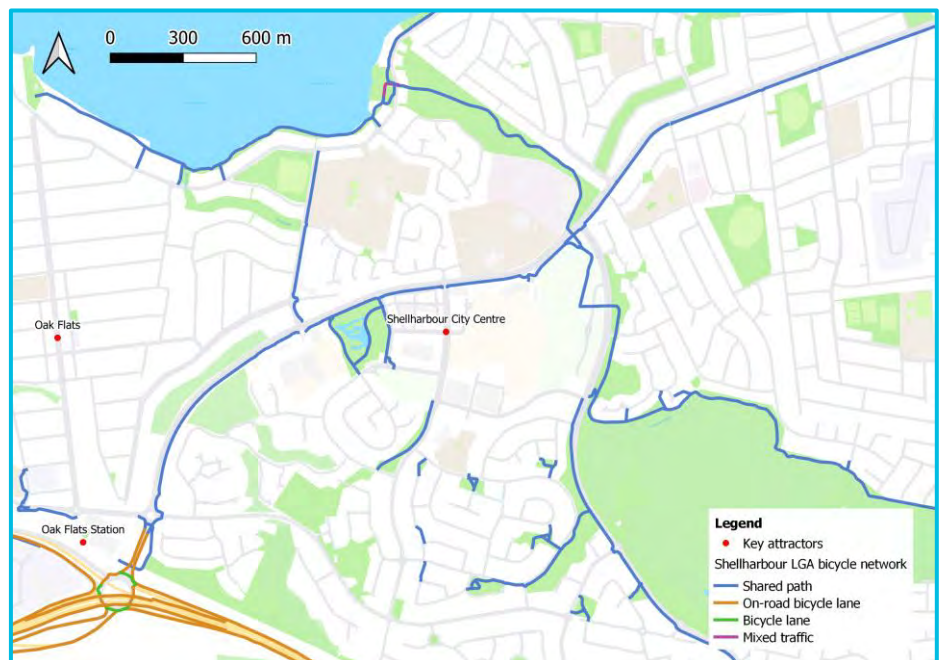 0 300 600 m
Oak Flats
Shellharbour City Centre
Oak Flats Station
Legend
Key attractors
Shellharbour LGA bicycle network
Shared path
On-road bicycle lane
Bicycle lane
Mixed traffic